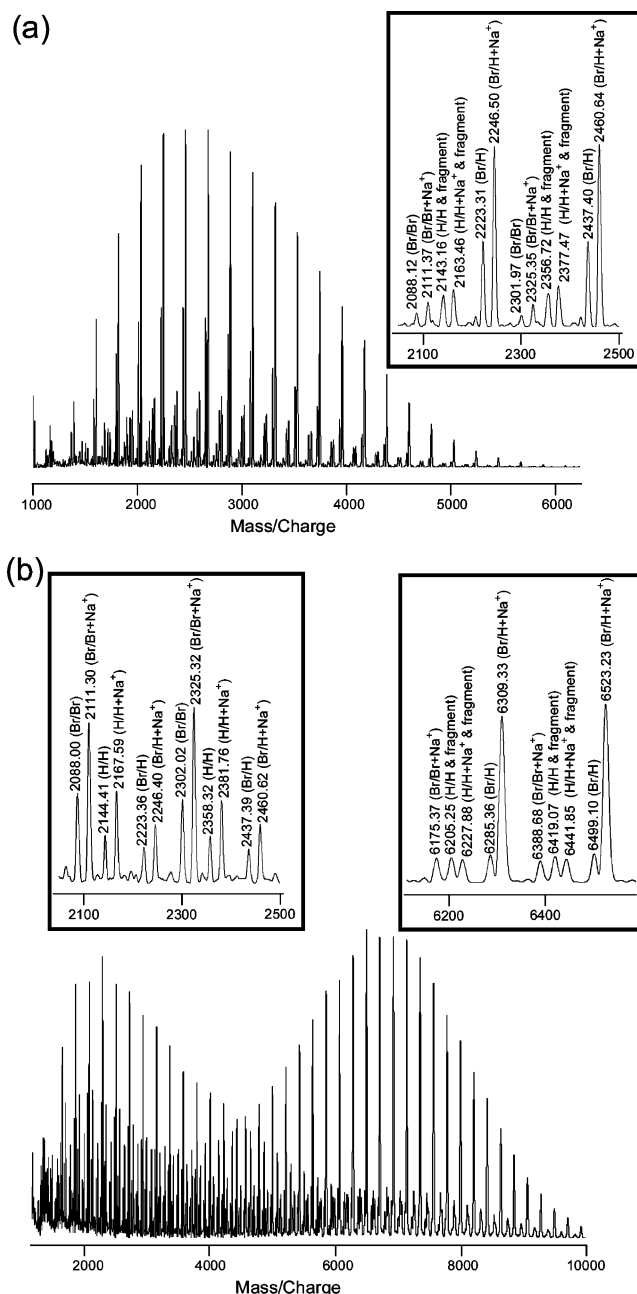 (a)
2088.12 (Br/Br)
2111.37 (Br/Br+Na⁺)
2143.16 (H/H & fragment)
2163.46 (H/H+Na⁺ & fragment)
2223.31 (Br/H)
2246.50 (Br/H+Na⁺)
2301.97 (Br/Br)
2325.35 (Br/Br+Na⁺)
2356.72 (H/H & fragment)
2377.47 (H/H+Na⁺ & fragment)
2437.40 (Br/H)
2460.64 (Br/H+Na⁺)
2100 2300 2500
1000 2000 3000 4000 5000 6000
Mass/Charge
(b)
2088.00 (Br/Br)
2111.30 (Br/Br+Na⁺)
2144.41 (H/H)
2167.59 (H/H+Na⁺)
2223.36 (Br/H)
2246.40 (Br/H+Na⁺)
2302.02 (Br/Br)
2325.32 (Br/Br+Na⁺)
2358.32 (H/H)
2381.76 (H/H+Na⁺)
2437.39 (Br/H)
2460.62 (Br/H+Na⁺)
2100 2300 2500
6175.37 (Br/Br+Na⁺)
6205.25 (H/H & fragment)
6227.88 (H/H+Na⁺ & fragment)
6285.36 (Br/H)
6309.33 (Br/H+Na⁺)
6388.68 (Br/Br+Na⁺)
6419.07 (H/H & fragment)
6441.85 (H/H+Na⁺ & fragment)
6499.10 (Br/H)
6523.23 (Br/H+Na⁺)
6200 6400
2000 4000 6000 8000 10000
Mass/Charge